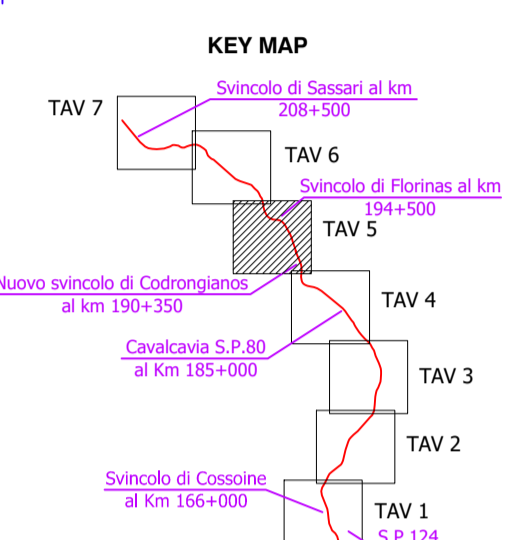 KEY MAP
Svincolo di Sassari al km
208+500
TAV 7
TAV 6
Svincolo di Florinas al km
194+500
TAV 5
Nuovo svincolo di Codrongianos
al km 190+350
TAV 4
Cavalcavia S.P.80
al Km 185+000
TAV 3
TAV 2
Svincolo di Cossoine
al Km 166+000
TAV 1
S.P.124